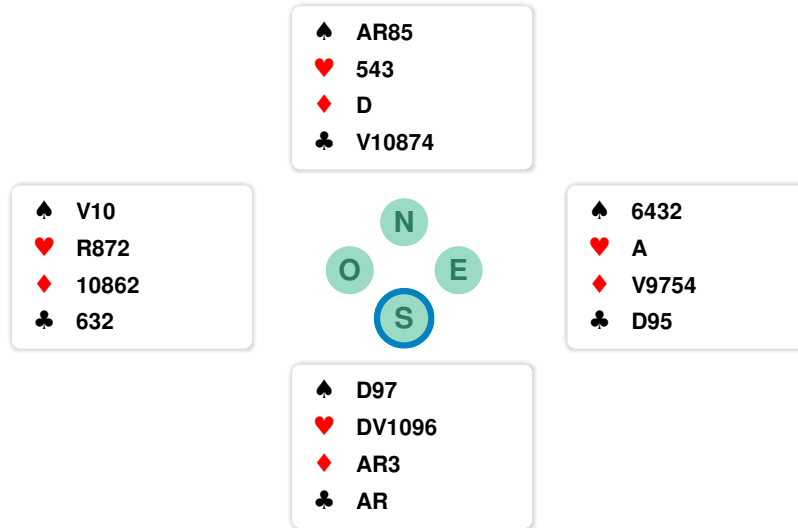 ♠ AR85
♥ 543
♦ D
♣ V10874
♠ V10
♥ R872
♦ 10862
♣ 632
N
O E
S
♠ 6432
♥ A
♦ V9754
♣ D95
♠ D97
♥ DV1096
♦ AR3
♣ AR